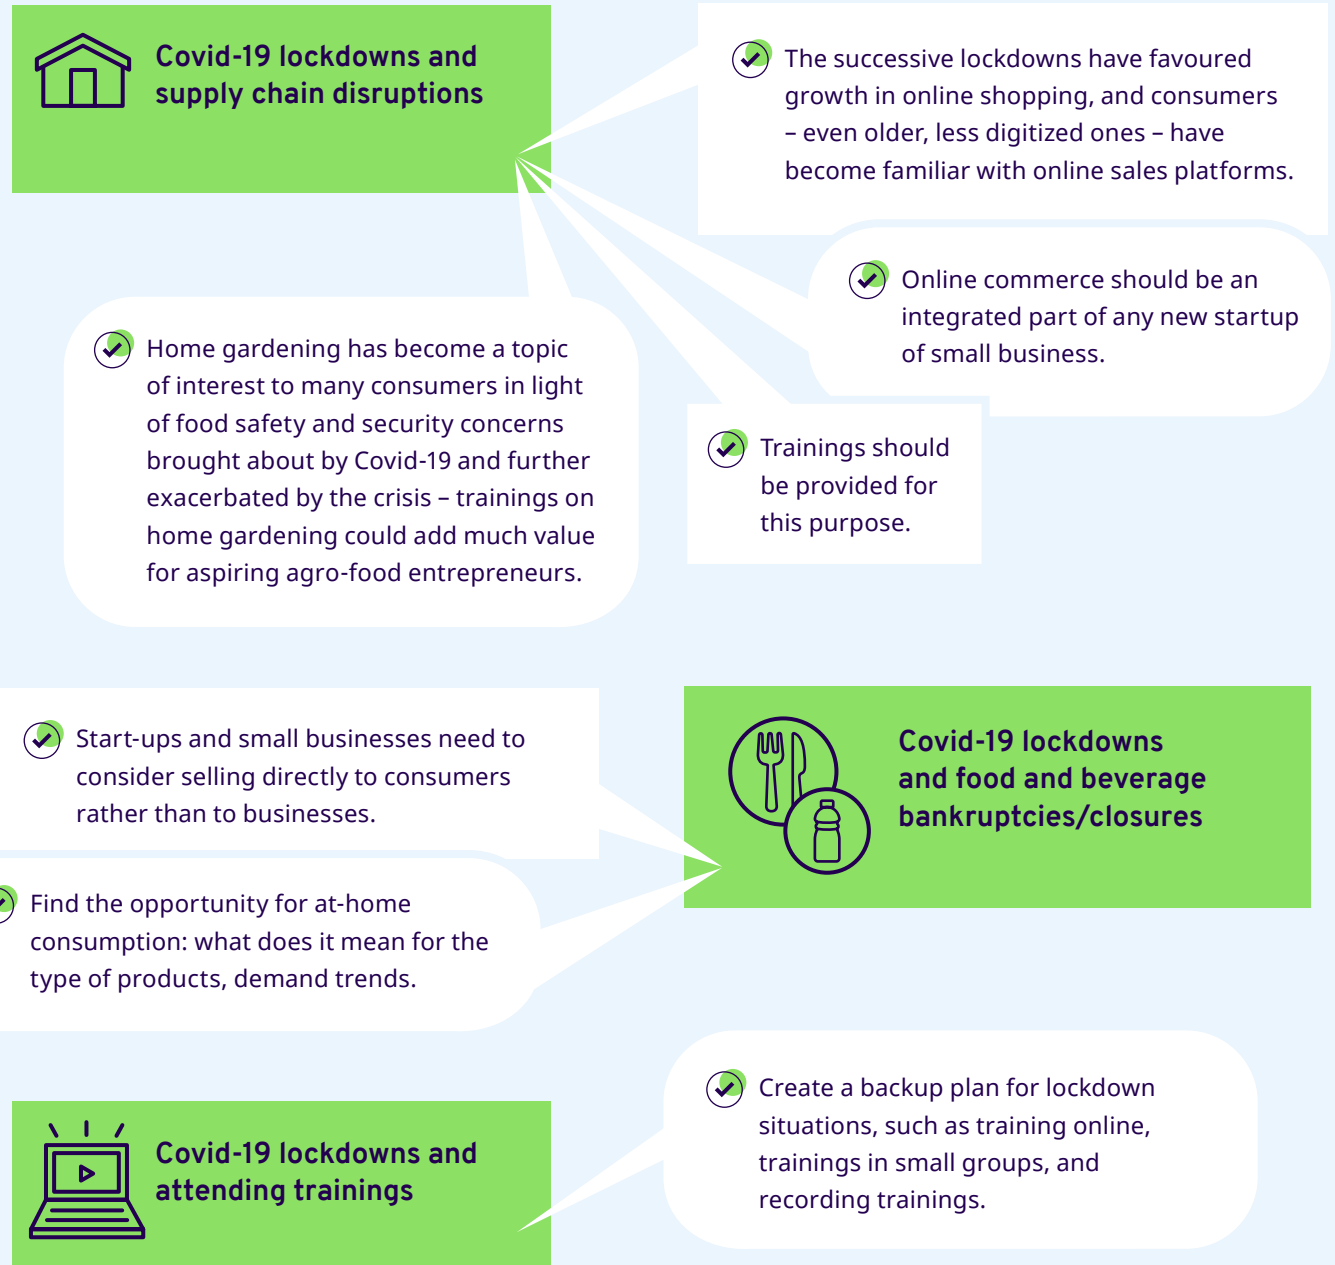 Covid-19 lockdowns and
supply chain disruptions
The successive lockdowns have favoured
growth in online shopping, and consumers
– even older, less digitized ones – have
become familiar with online sales platforms.
Online commerce should be an
integrated part of any new startup
of small business.
Trainings should
be provided for
this purpose.
Home gardening has become a topic
of interest to many consumers in light
of food safety and security concerns
brought about by Covid-19 and further
exacerbated by the crisis – trainings on
home gardening could add much value
for aspiring agro-food entrepreneurs.
Covid-19 lockdowns
and food and beverage
bankruptcies/closures
Start-ups and small businesses need to
consider selling directly to consumers
rather than to businesses.
Find the opportunity for at-home
consumption: what does it mean for the
type of products, demand trends.
Covid-19 lockdowns and
attending trainings
Create a backup plan for lockdown
situations, such as training online,
trainings in small groups, and
recording trainings.